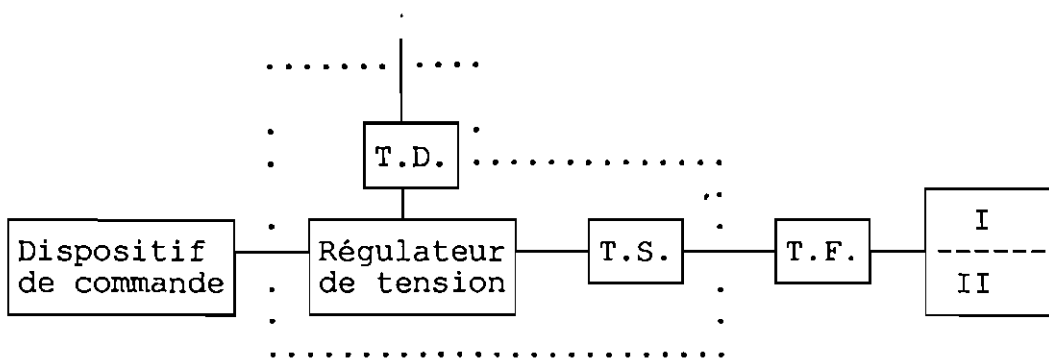 T.D.
Dispositif
de commande
Régulateur
de tension
T.S.
T.F.
I
II